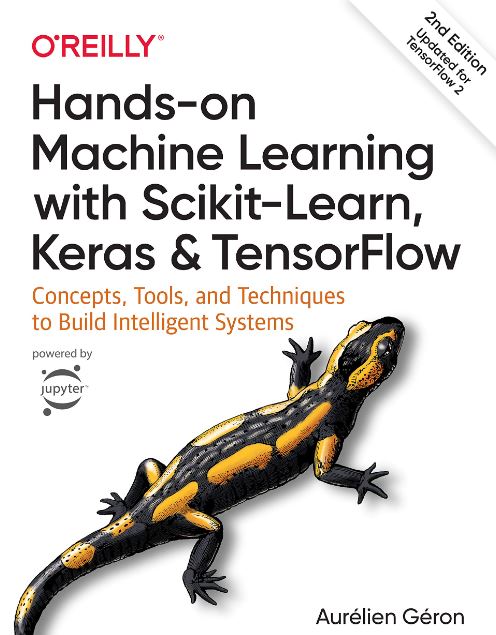 O'REILLY®
2nd Edition
Updated for
TensorFlow 2
Hands-on
Machine Learning
with Scikit-Learn,
Keras & TensorFlow
Concepts, Tools, and Techniques
to Build Intelligent Systems
powered by
jupyter™
Aurélien Géron